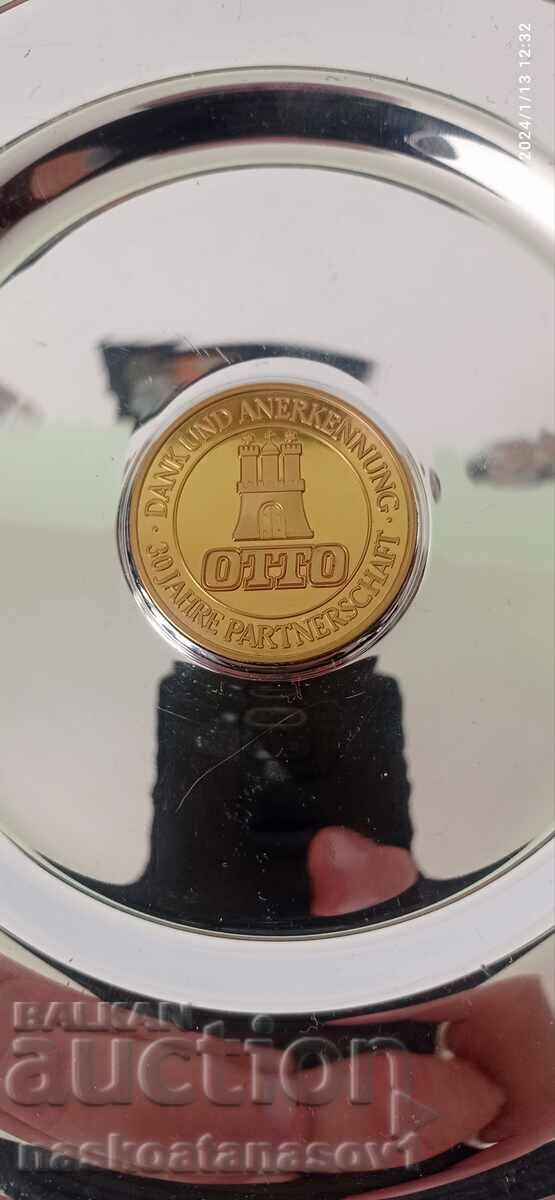 2024/1/13 12:32
· DANK UND ANERKENNUNG ·
OTTO
30 JAHRE PARTNERSCHAFT
BALKAN
auction
naskoatanasov1